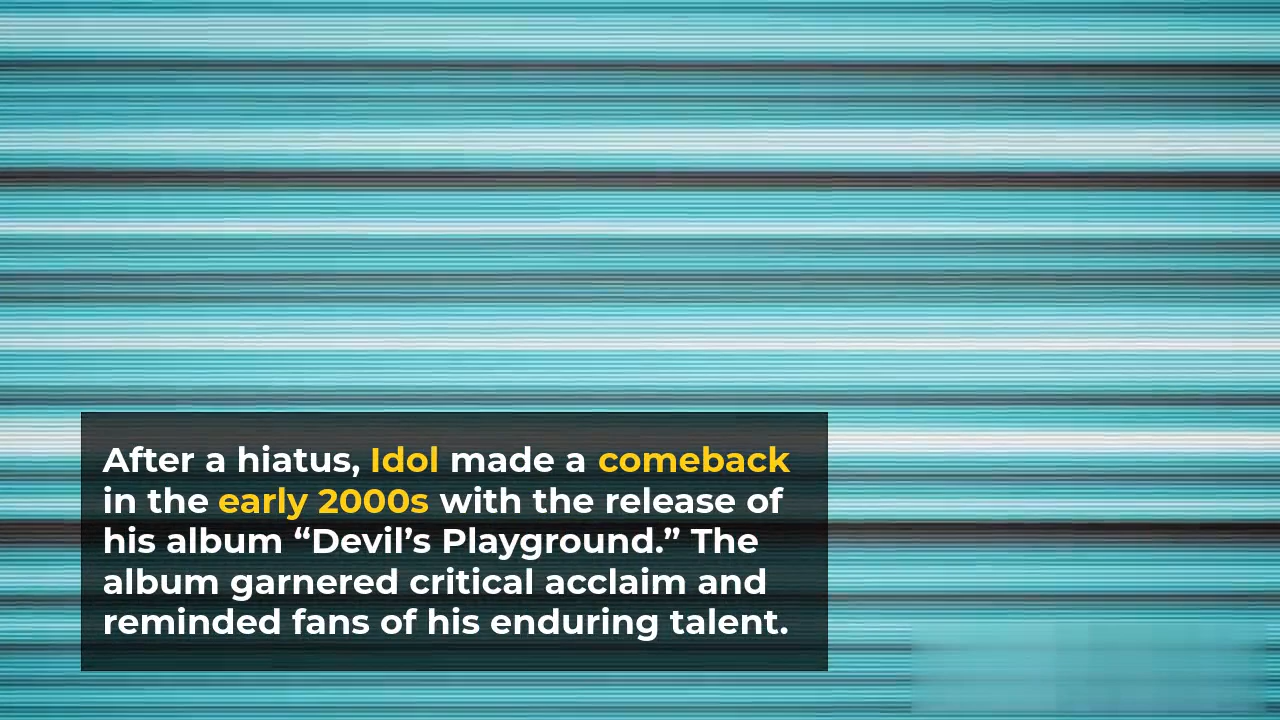 After a hiatus, Idol made a comeback
in the early 2000s with the release of
his album “Devil’s Playground.” The
album garnered critical acclaim and
reminded fans of his enduring talent.